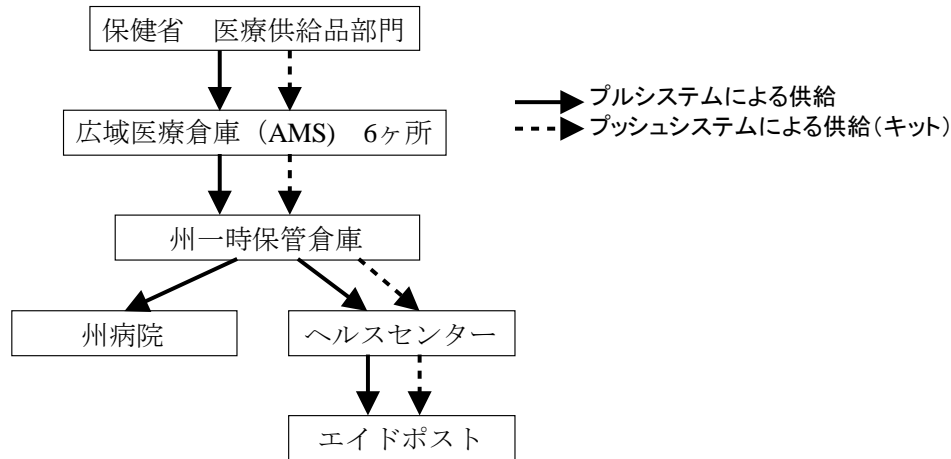 保健省　医療供給品部門
プルシステムによる供給
プッシュシステムによる供給（キット）
広域医療倉庫（AMS)　6ヶ所
州一時保管倉庫
州病院
ヘルスセンター
エイドポスト